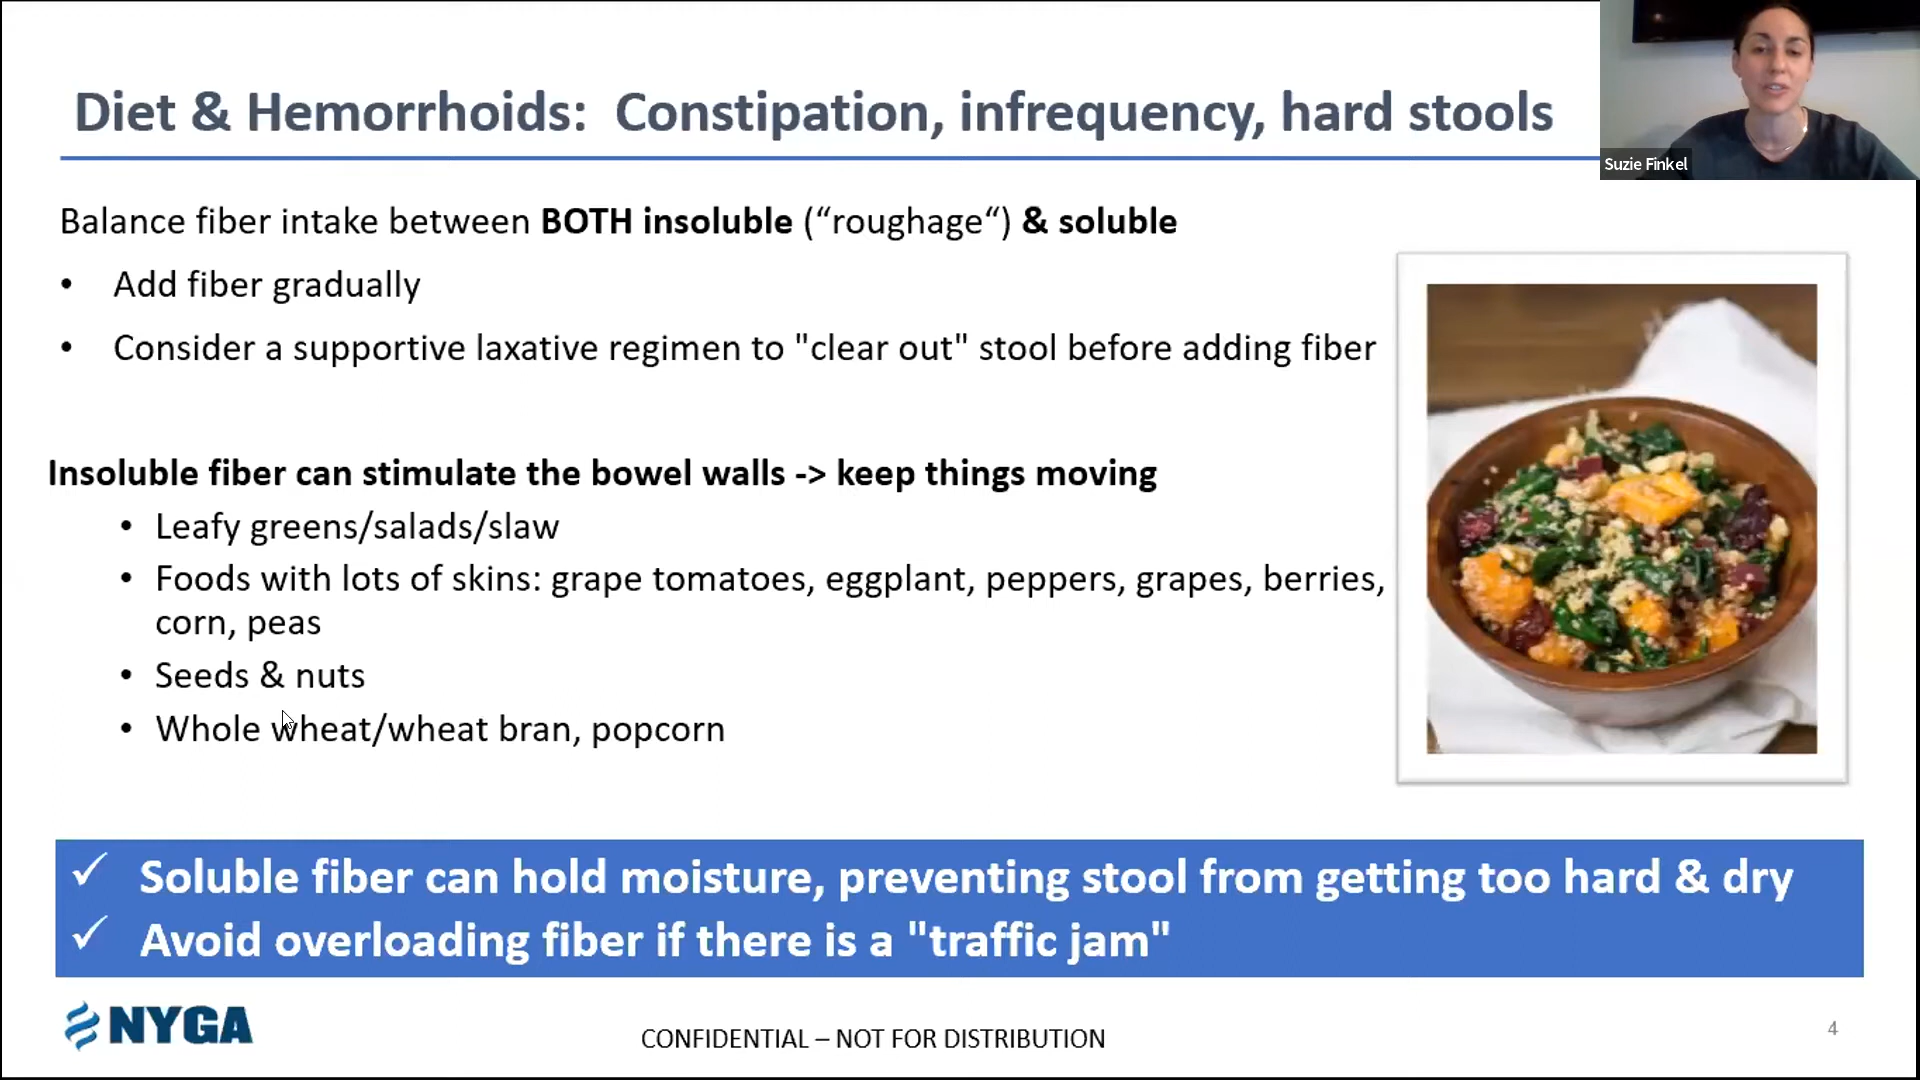 Diet & Hemorrhoids:  Constipation, infrequency, hard stools
Suzie Finkel
Balance fiber intake between BOTH insoluble (“roughage“) & soluble
• Add fiber gradually
• Consider a supportive laxative regimen to "clear out" stool before adding fiber
Insoluble fiber can stimulate the bowel walls -> keep things moving
• Leafy greens/salads/slaw
• Foods with lots of skins: grape tomatoes, eggplant, peppers, grapes, berries,
corn, peas
• Seeds & nuts
• Whole wheat/wheat bran, popcorn
✓ Soluble fiber can hold moisture, preventing stool from getting too hard & dry
✓ Avoid overloading fiber if there is a "traffic jam"
NYGA
CONFIDENTIAL – NOT FOR DISTRIBUTION
4